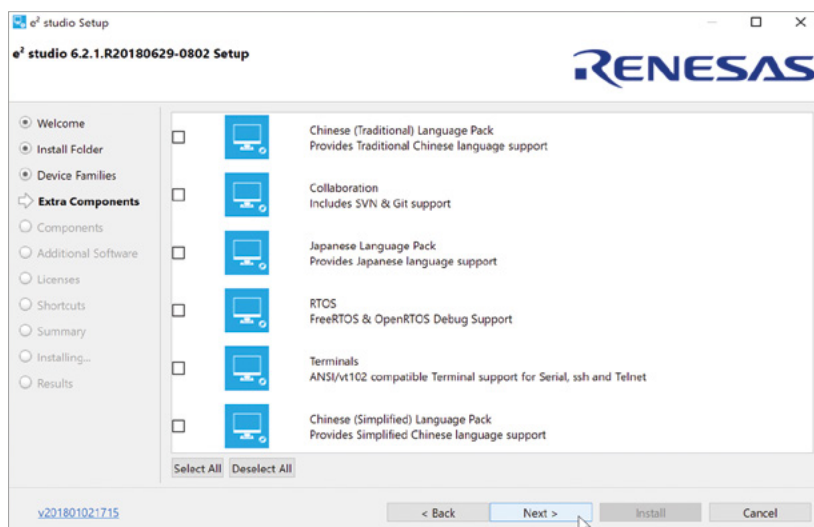 e² studio Setup
e² studio 6.2.1.R20180629-0802 Setup
RENESAS
Welcome
Install Folder
Device Families
Extra Components
Components
Additional Software
Licenses
Shortcuts
Summary
Installing...
Results
Chinese (Traditional) Language Pack
Provides Traditional Chinese language support
Collaboration
Includes SVN & Git support
Japanese Language Pack
Provides Japanese language support
RTOS
FreeRTOS & OpenRTOS Debug Support
Terminals
ANSI/vt102 compatible Terminal support for Serial, ssh and Telnet
Chinese (Simplified) Language Pack
Provides Simplified Chinese language support
Select All Deselect All
v201801021715 < Back Next > Install Cancel